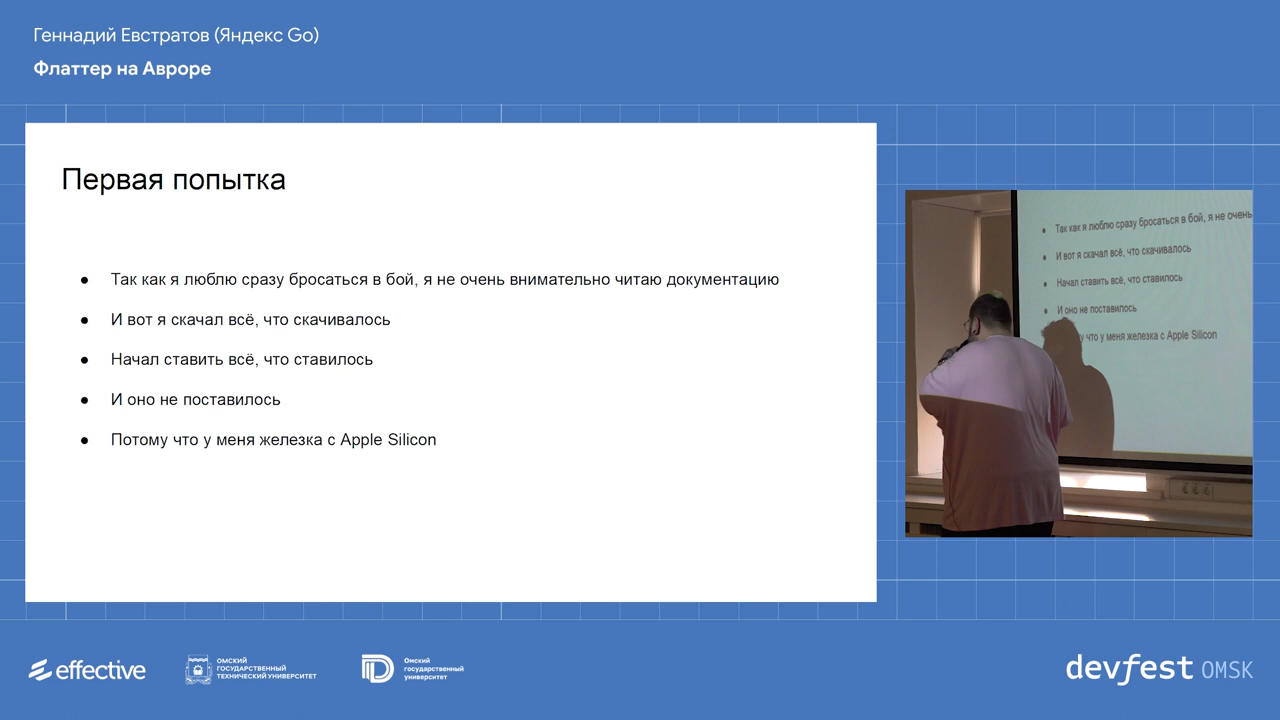 Геннадий Евстратов (Яндекс Go)
Флаттер на Авроре
Первая попытка
● Так как я люблю сразу бросаться в бой, я не очень внимательно читаю документацию
● И вот я скачал всё, что скачивалось
● Начал ставить всё, что ставилось
● И оно не поставилось
● Потому что у меня железка с Apple Silicon
● Так как я люблю сразу бросаться в бой, я не очень
● И вот я скачал всё, что скачивалось
● Начал ставить всё, что ставилось
● И оно не поставилось
что у меня железка с Apple Silicon
effective
ОМСКИЙ
ГОСУДАРСТВЕННЫЙ
ТЕХНИЧЕСКИЙ УНИВЕРСИТЕТ
Омский
государственный
университет
devfest OMSK